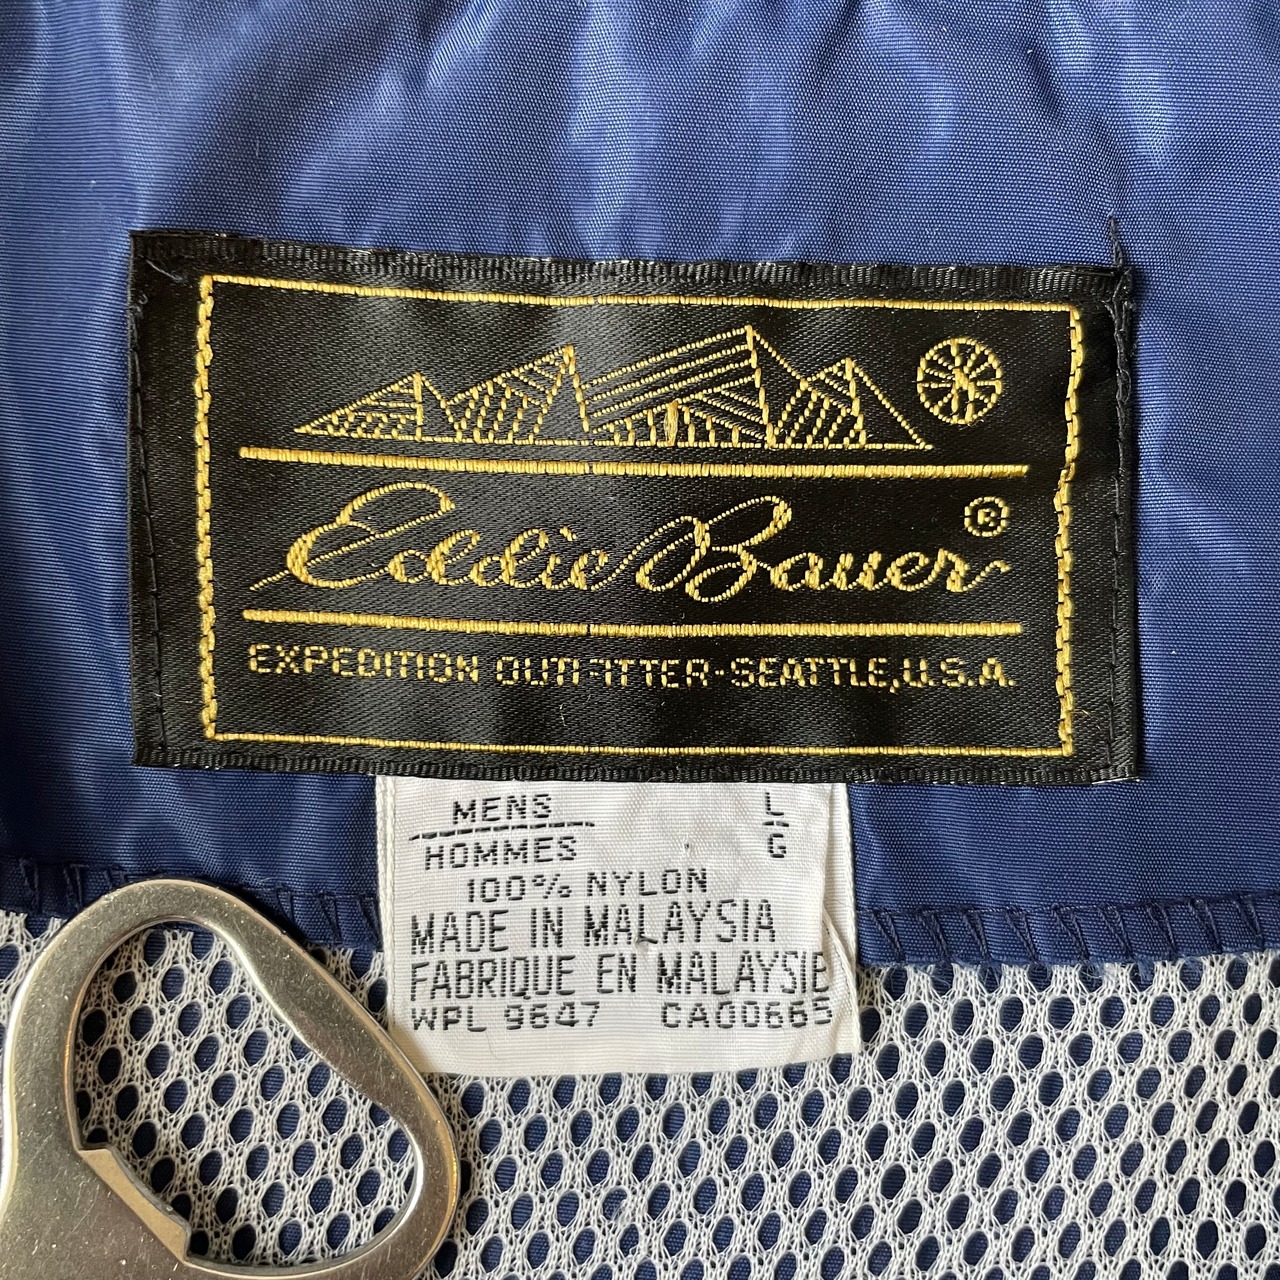 Eddie Bauer®
EXPEDITION OUTFITTER-SEATTLE, U.S.A.
MENS L
HOMMES G
100% NYLON
MADE IN MALAYSIA
FABRIQUE EN MALAYSIE
WPL 9647 CA00665